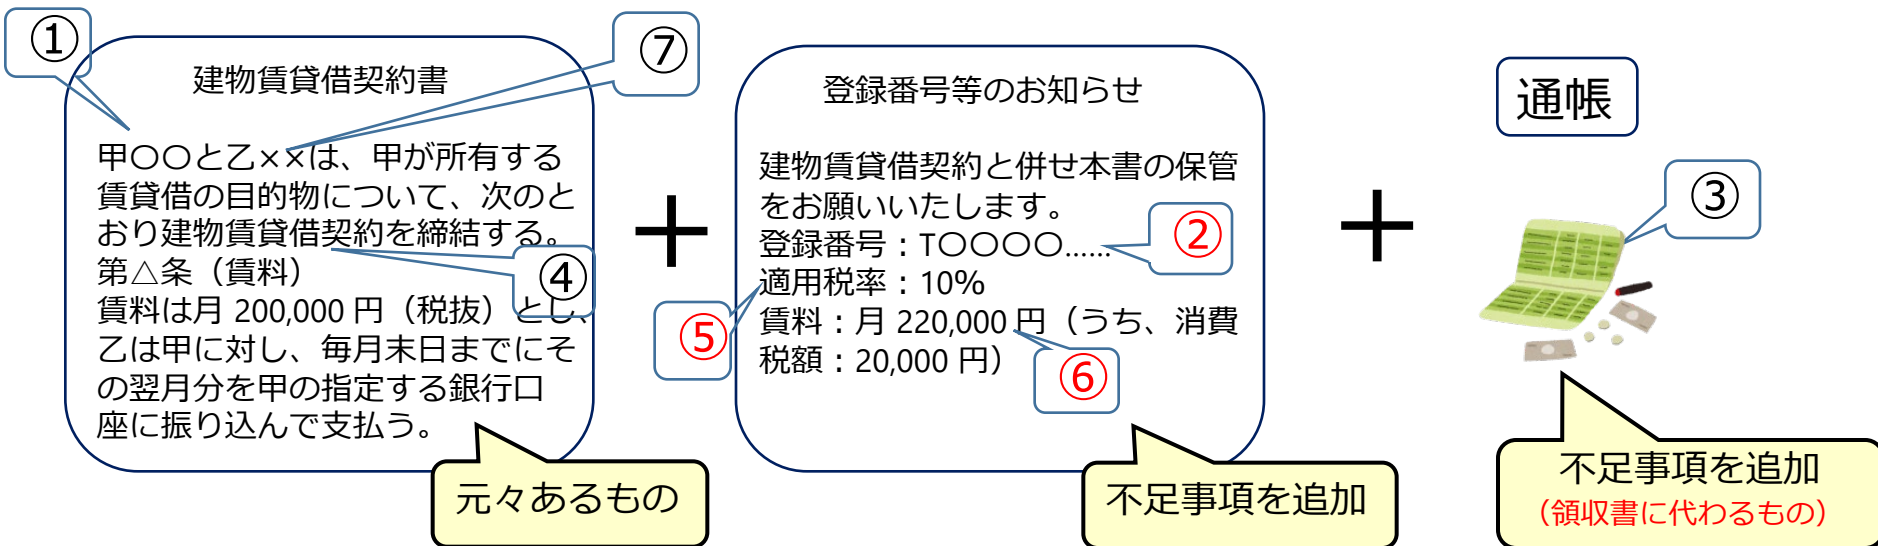 ①
建物賃貸借契約書
⑦
甲〇〇と乙××は、甲が所有する
賃貸借の目的物について、次のと
おり建物賃貸借契約を締結する。
第△条（賃料）
④
賃料は月 200,000 円（税抜）とし、
乙は甲に対し、毎月末日までにそ
の翌月分を甲の指定する銀行口
座に振り込んで支払う。
元々あるもの
＋
登録番号等のお知らせ
建物賃貸借契約と併せ本書の保管
をお願いいたします。
登録番号：T〇〇〇〇……
②
適用税率：10%
⑤
賃料：月 220,000 円（うち、消費
税額：20,000 円）
⑥
不足事項を追加
＋
通帳
③
不足事項を追加
（領収書に代わるもの）